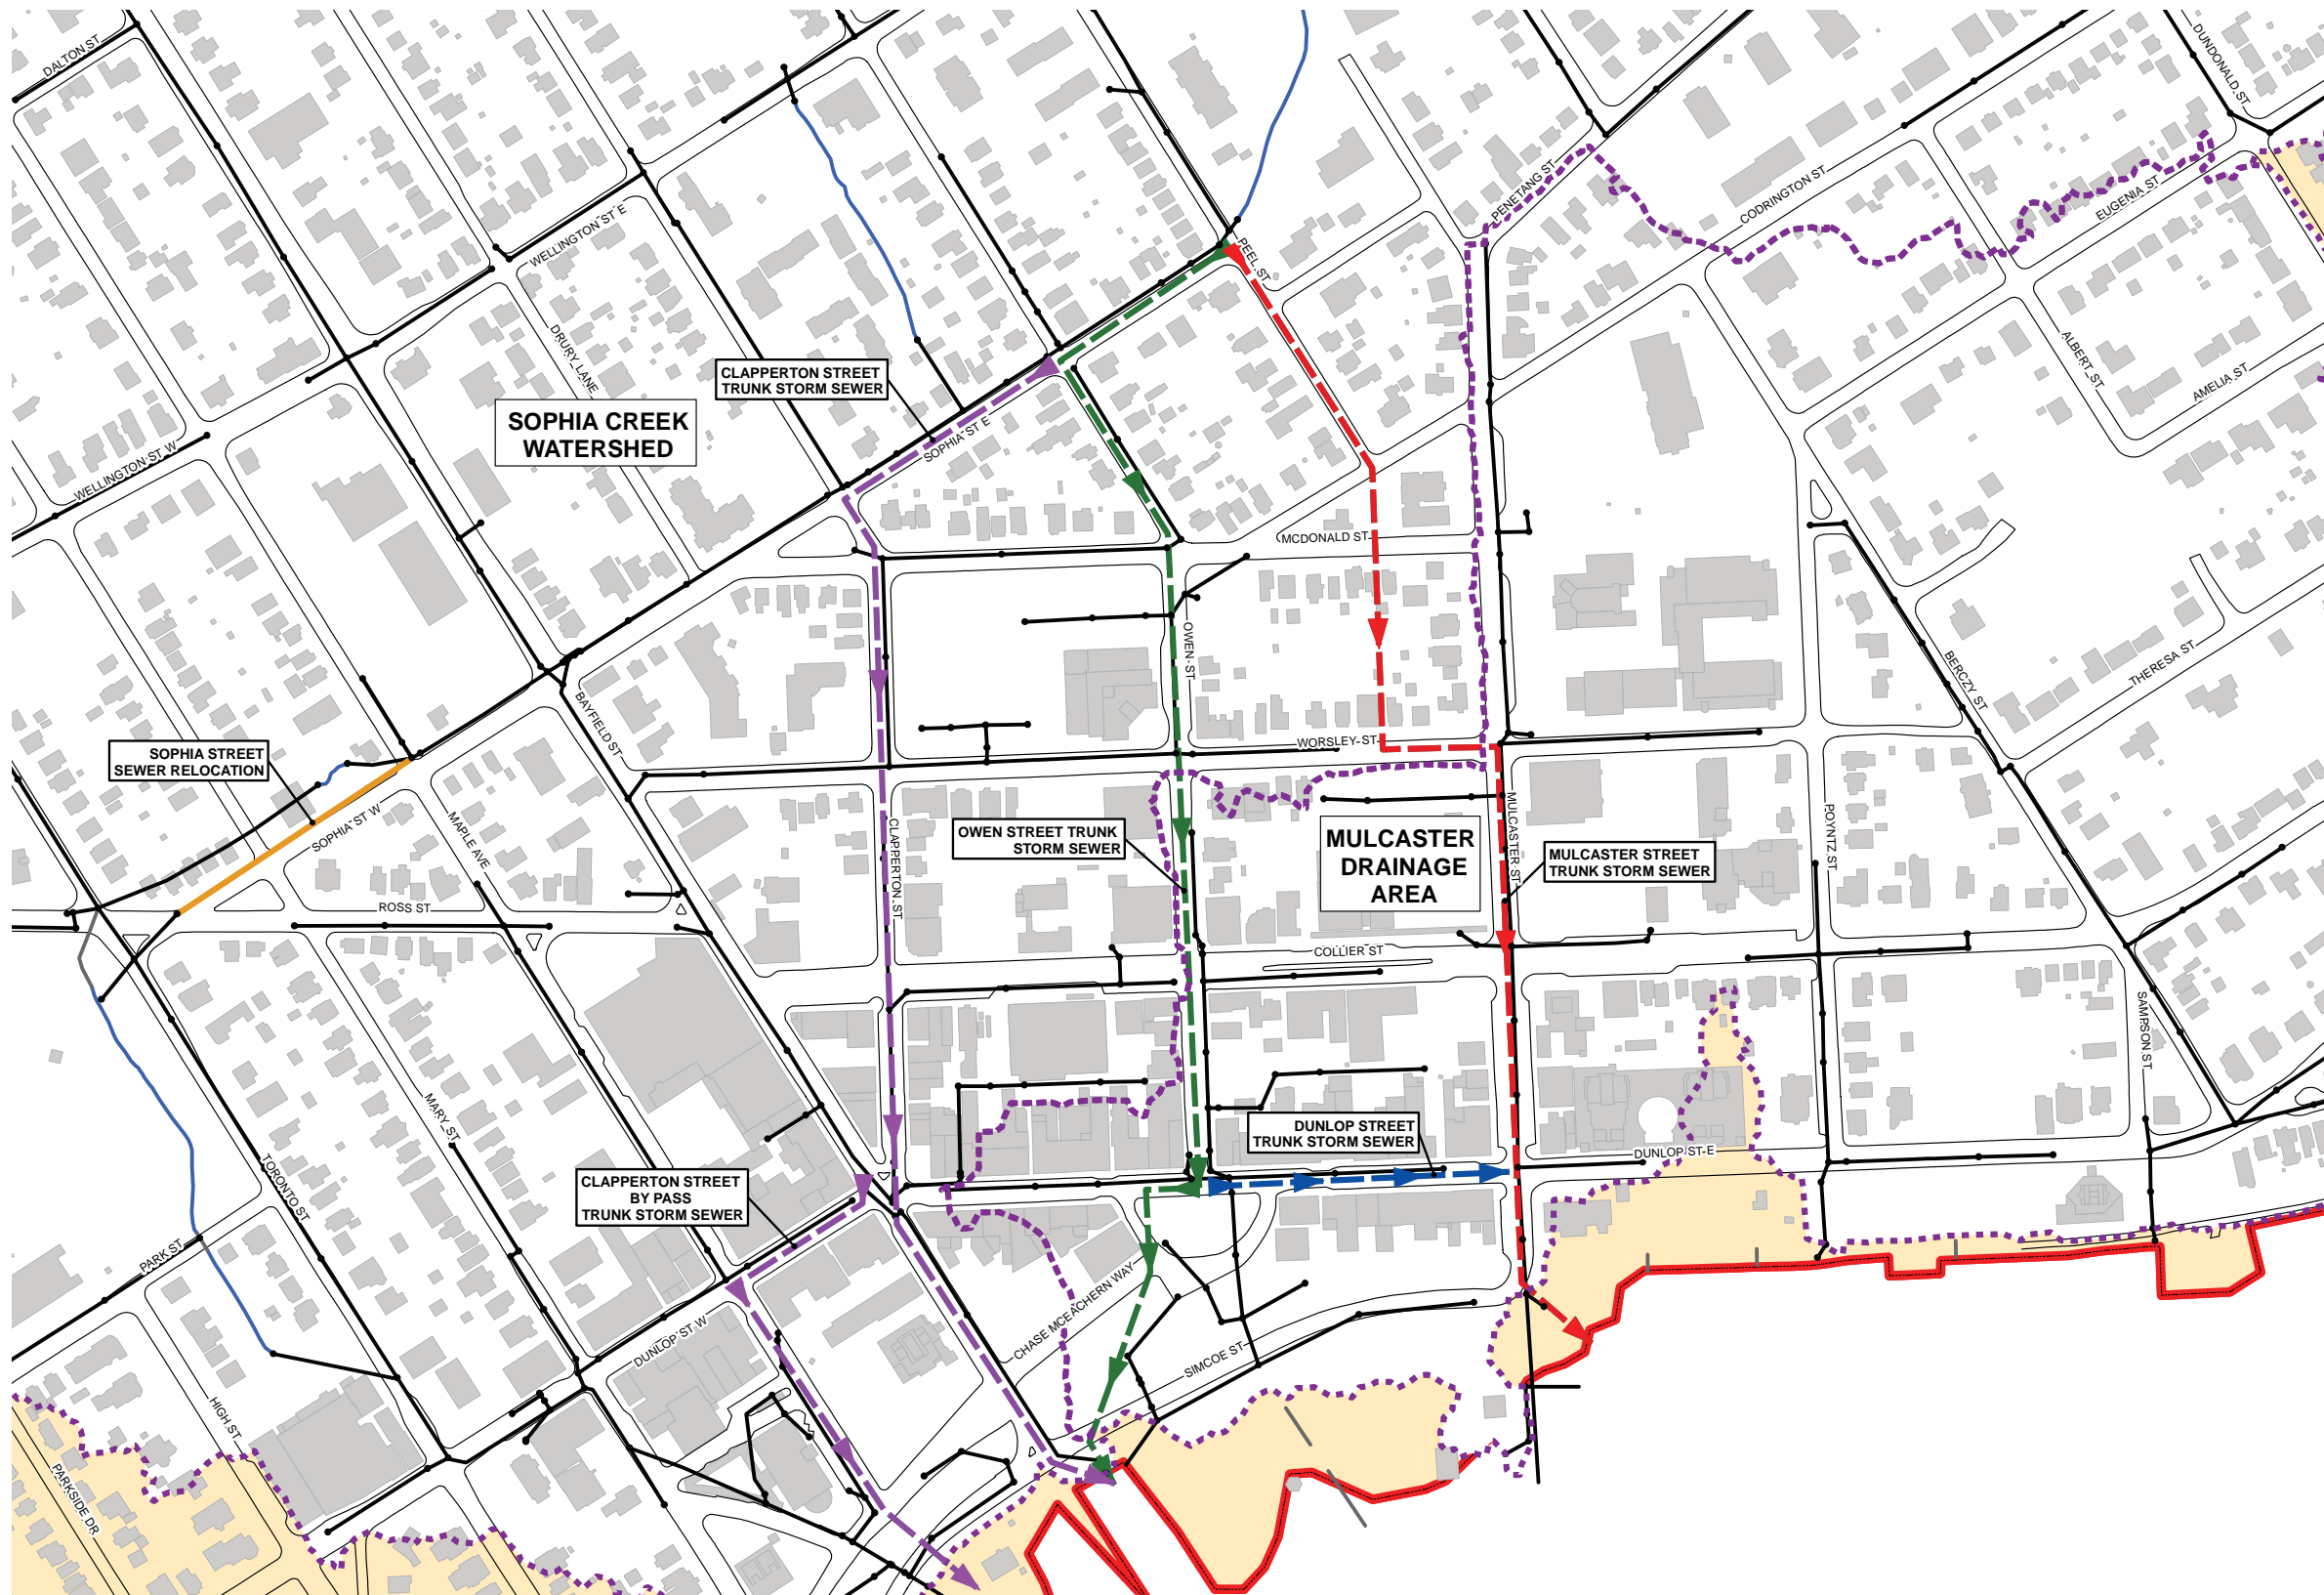 DALTON ST
DUNDONALD ST
PENETANG ST
CODRINGTON ST
EUGENIA ST
WELLINGTON ST E
PEEL ST
DRURY LANE
ALBERT ST
AMELIA ST
CLAPPERTON STREET
TRUNK STORM SEWER
SOPHIA CREEK
WATERSHED
SOPHIA ST E
WELLINGTON ST W
MCDONALD ST
OWEN ST
BERCZY ST
THERESA ST
BAYFIELD ST
WORSLEY ST
SOPHIA STREET
SEWER RELOCATION
SOPHIA ST W
MAPLE AVE
CLAPPERTON ST
OWEN STREET TRUNK
STORM SEWER
MULCASTER
DRAINAGE
AREA
MULCASTER ST
MULCASTER STREET
TRUNK STORM SEWER
POYNTZ ST
ROSS ST
COLLIER ST
SAMPSON ST
MARY ST
DUNLOP STREET
TRUNK STORM SEWER
DUNLOP ST E
TORONTO ST
CLAPPERTON STREET
BY PASS
TRUNK STORM SEWER
PARK ST
CHASE MCEACHERN WAY
DUNLOP ST W
SIMCOE ST
HIGH ST
PARKSIDE DR